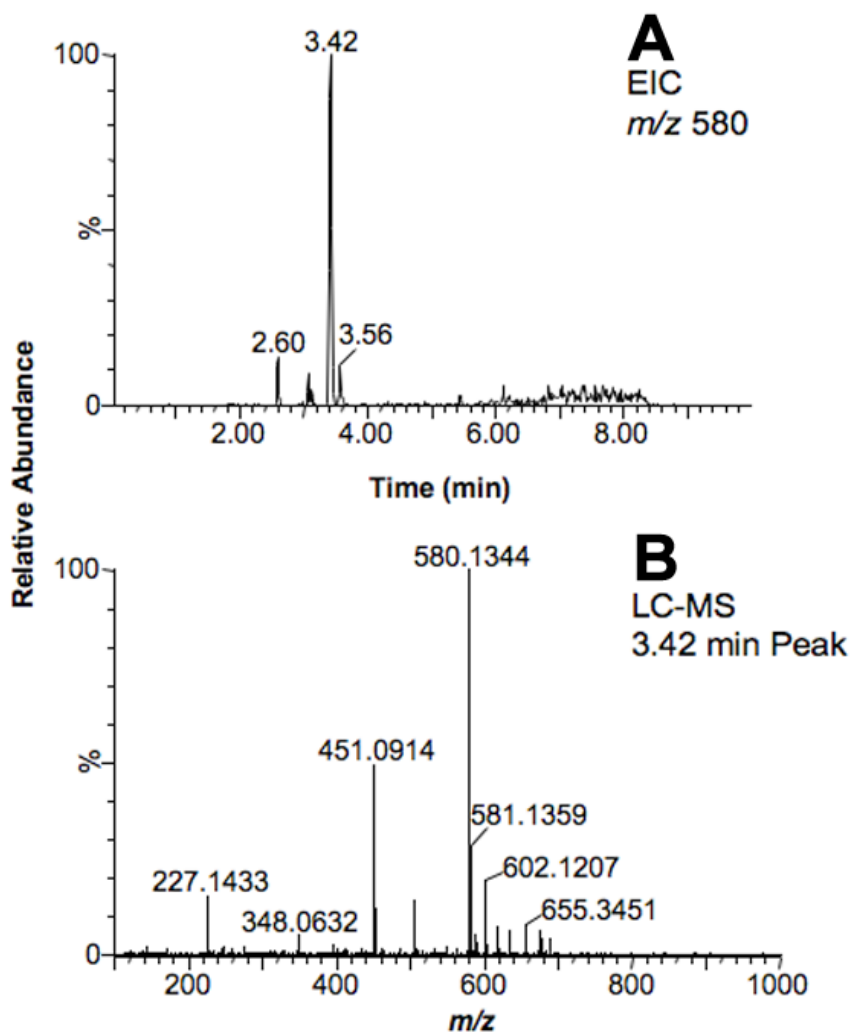 A
EIC
m/z 580
100
3.42
%
2.60
3.56
0
2.00 4.00 6.00 8.00
Time (min)
Relative Abundance
B
LC-MS
3.42 min Peak
100
580.1344
%
451.0914
581.1359
227.1433
602.1207
348.0632
655.3451
0
200 400 600 800 1000
m/z